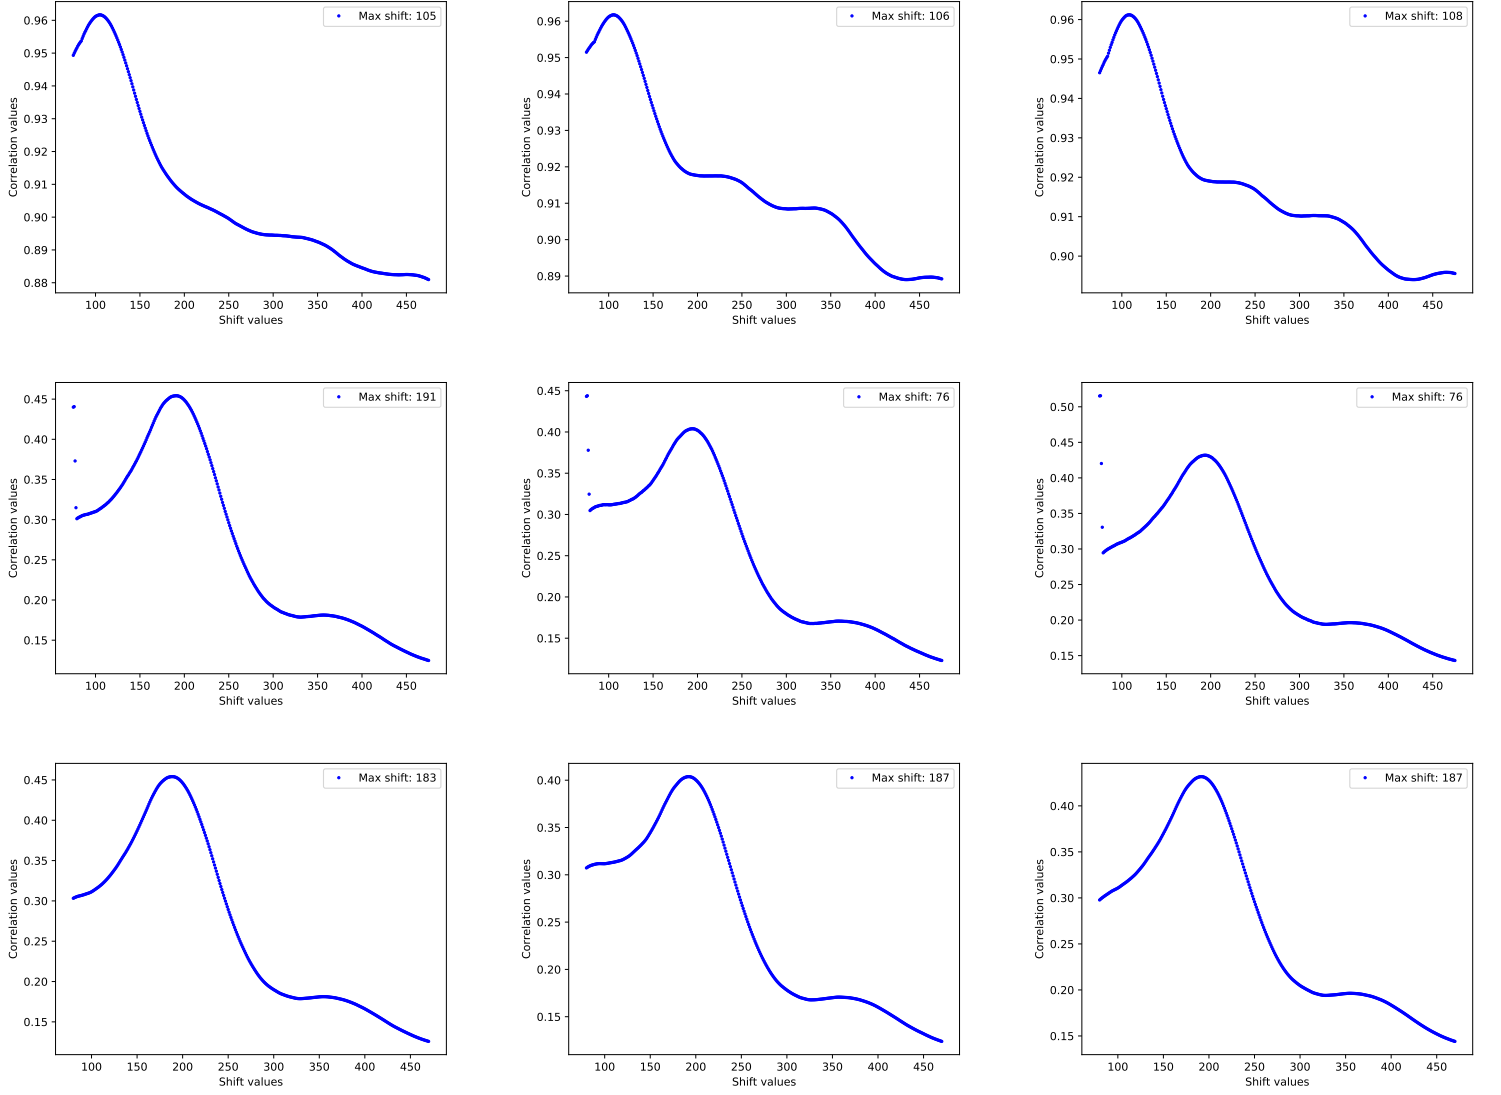 Max shift: 105
Correlation values
0.96
0.95
0.94
0.93
0.92
0.91
0.90
0.89
0.88
100 150 200 250 300 350 400 450
Shift values
Max shift: 106
Correlation values
0.96
0.95
0.94
0.93
0.92
0.91
0.90
0.89
100 150 200 250 300 350 400 450
Shift values
Max shift: 108
Correlation values
0.96
0.95
0.94
0.93
0.92
0.91
0.90
100 150 200 250 300 350 400 450
Shift values
Max shift: 191
Correlation values
0.45
0.40
0.35
0.30
0.25
0.20
0.15
100 150 200 250 300 350 400 450
Shift values
Max shift: 76
Correlation values
0.45
0.40
0.35
0.30
0.25
0.20
0.15
100 150 200 250 300 350 400 450
Shift values
Max shift: 76
Correlation values
0.50
0.45
0.40
0.35
0.30
0.25
0.20
0.15
100 150 200 250 300 350 400 450
Shift values
Max shift: 183
Correlation values
0.45
0.40
0.35
0.30
0.25
0.20
0.15
100 150 200 250 300 350 400 450
Shift values
Max shift: 187
Correlation values
0.40
0.35
0.30
0.25
0.20
0.15
100 150 200 250 300 350 400 450
Shift values
Max shift: 187
Correlation values
0.40
0.35
0.30
0.25
0.20
0.15
100 150 200 250 300 350 400 450
Shift values